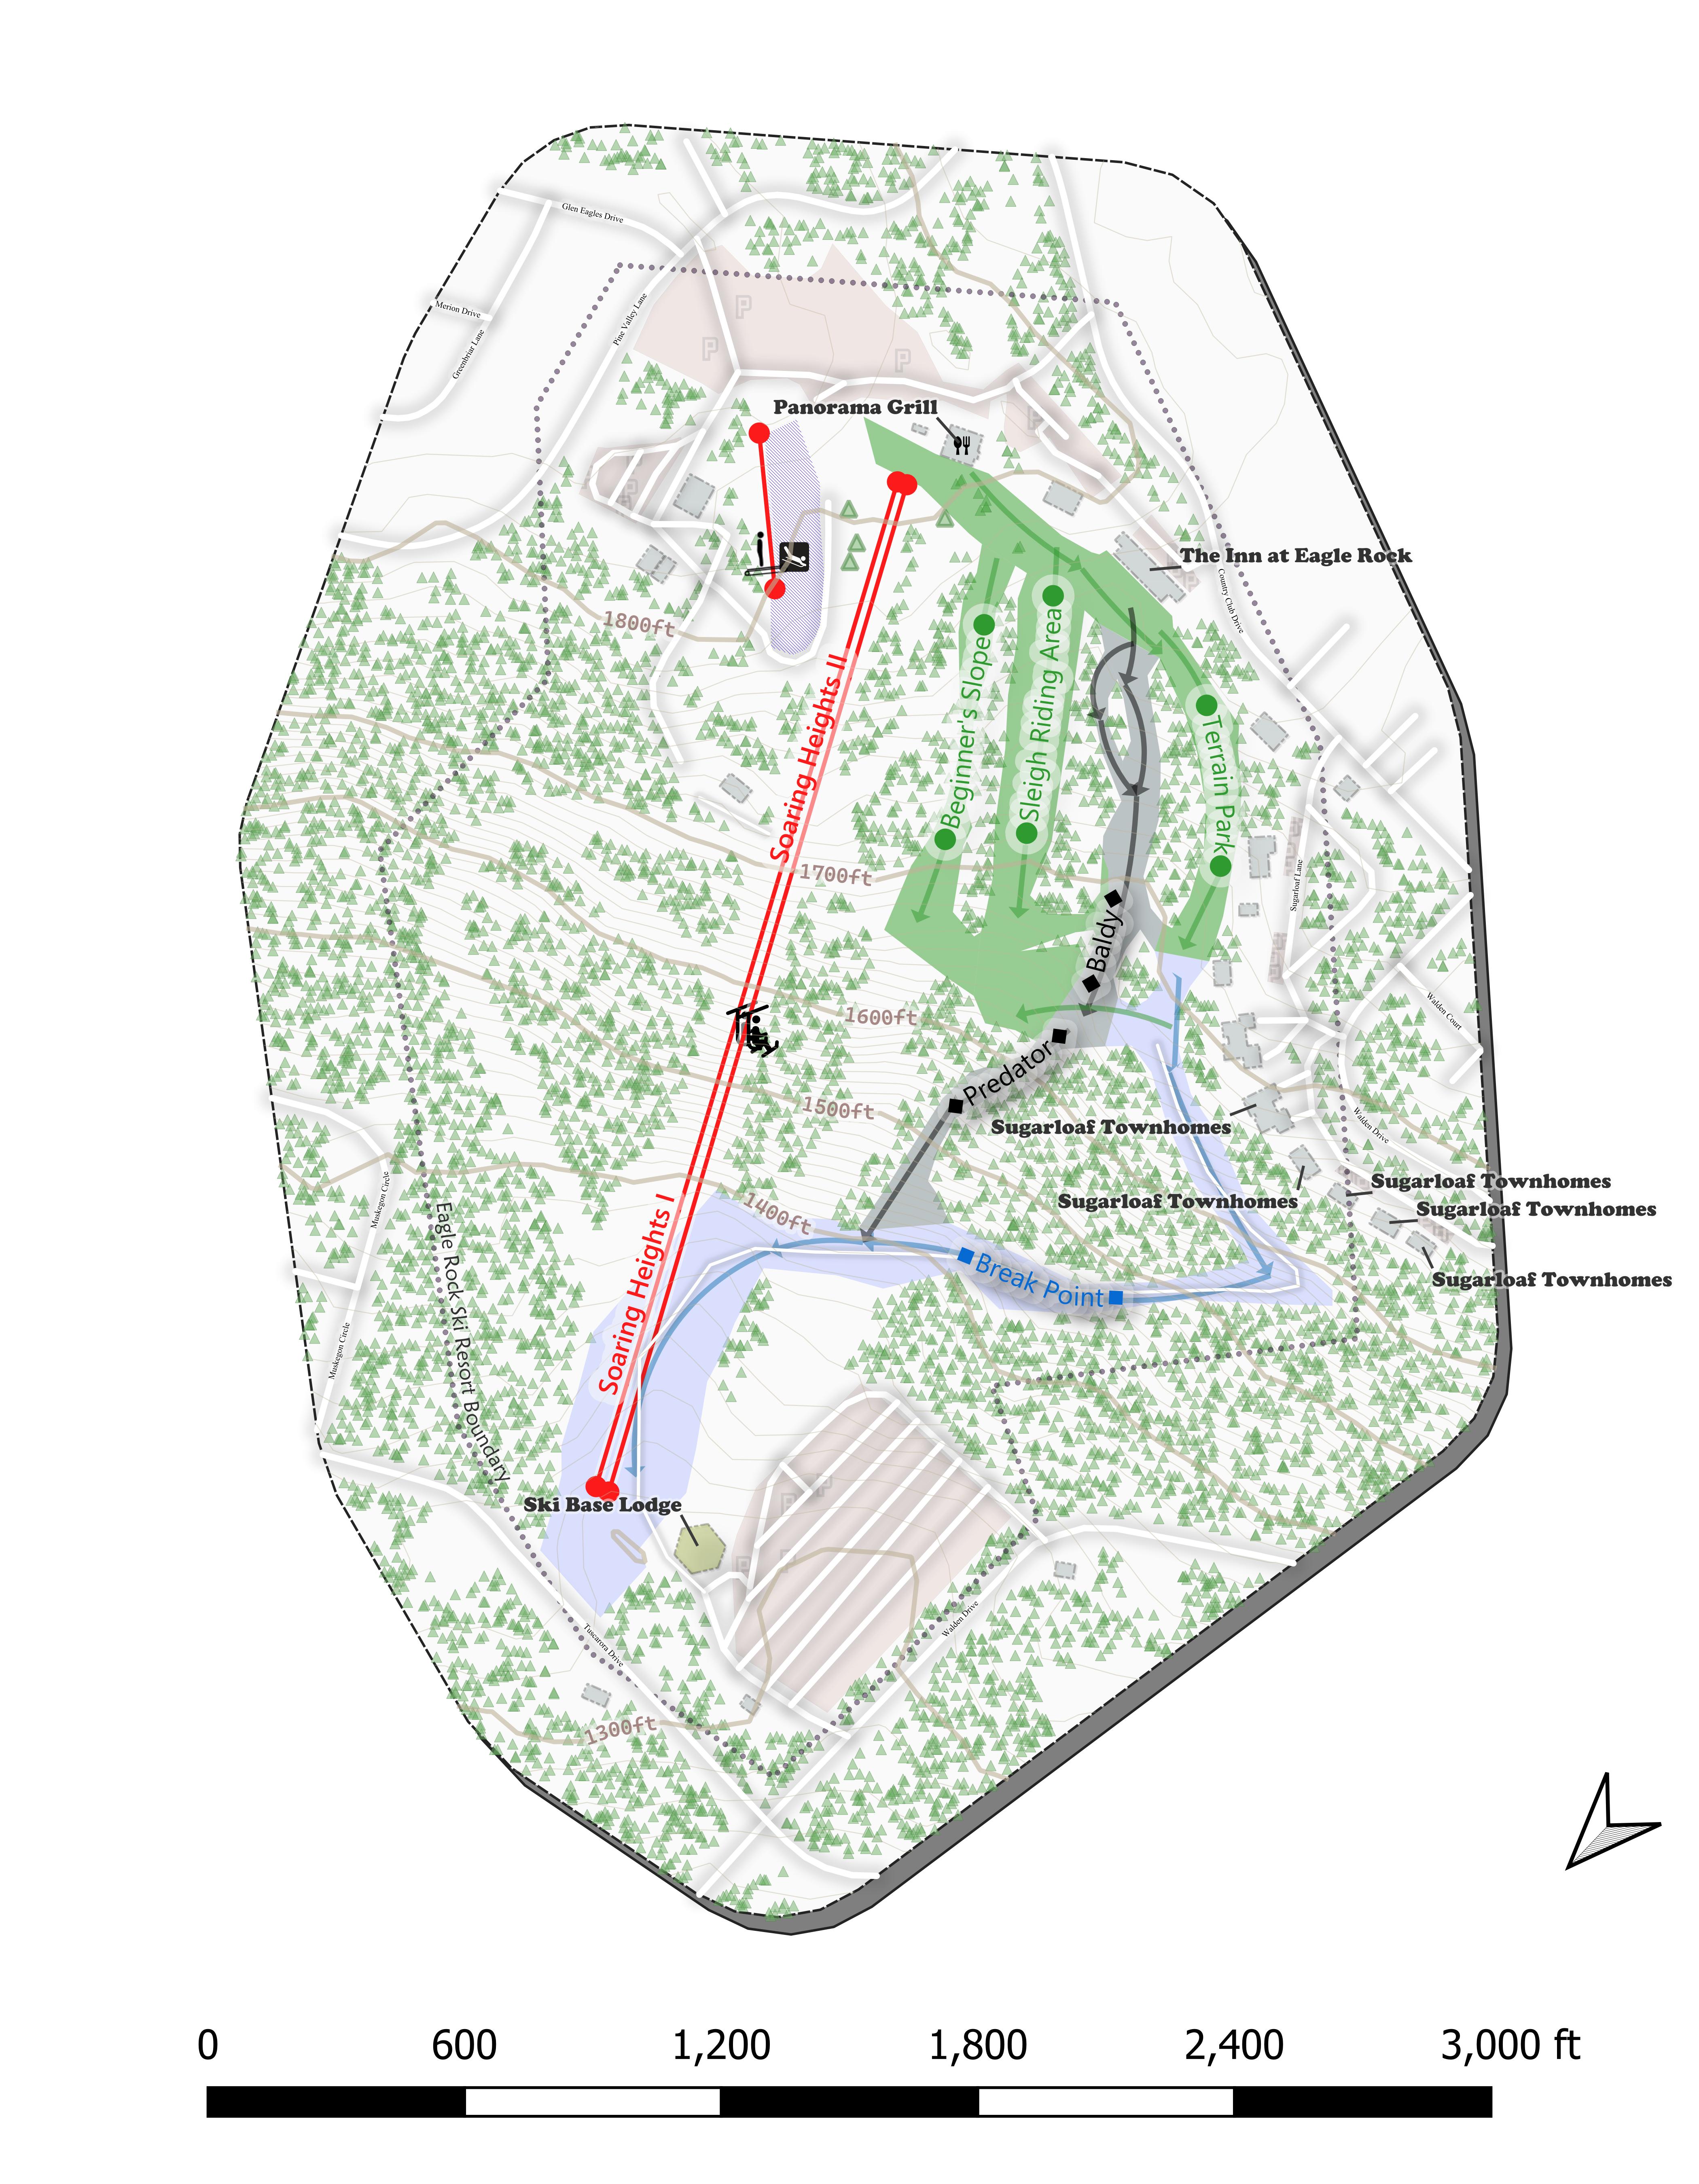 Glen Eagles Drive
Merion Drive
Greenbriar Lane
Pine Valley Lane
P
P
P
P
Panorama Grill
The Inn at Eagle Rock
Country Club Drive
1800ft
Soaring Heights II
Beginner's Slope
Sleigh Riding Area
Terrain Park
1700ft
Sugarloaf Lane
Baldy
1600ft
Predator
Walden Court
1500ft
Sugarloaf Townhomes
Walden Drive
Sugarloaf Townhomes
Sugarloaf Townhomes
Sugarloaf Townhomes
Sugarloaf Townhomes
Muskegon Circle
1400ft
Soaring Heights I
Break Point
Eagle Rock Ski Resort Boundary
Muskegon Circle
Ski Base Lodge
P
P
P
P
Tuscarora Drive
Walden Drive
1300ft
0 600 1,200 1,800 2,400 3,000 ft